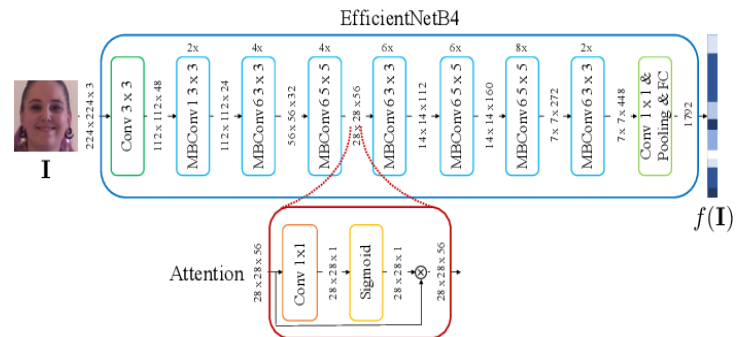 EfficientNetB4
2x
4x
4x
6x
6x
8x
2x
224 x 224 x 3
Conv 3 x 3
112 x 112 x 48
MBConv 1 3 x 3
112 x 112 x 24
MBConv 6 3 x 3
56 x 56 x 32
MBConv 6 5 x 5
28 x 28 x 56
MBConv 6 3 x 3
14 x 14 x 112
MBConv 6 5 x 5
14 x 14 x 160
MBConv 6 5 x 5
7 x 7 x 272
MBConv 6 3 x 3
7 x 7 x 448
Conv 1 x 1 &
Pooling & FC
1792
I
f(I)
Attention
28 x 28 x 56
Conv 1x1
28 x 28 x 1
Sigmoid
28 x 28 x 1
28 x 28 x 56